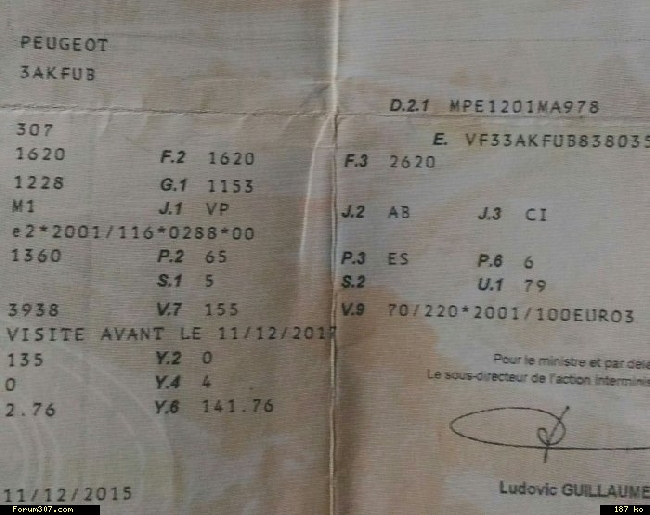 PEUGEOT
3AKFUB
D.2.1 MPE1201MA978
307
E. VF33AKFUB838035
1620 F.2 1620 F.3 2620
1228 G.1 1153
M1 J.1 VP J.2 AB J.3 CI
e2*2001/116*0288*00
1360 P.2 65 P.3 ES P.6 6
S.1 5 S.2 U.1 79
3938 V.7 155 V.9 70/220*2001/100EURO3
VISITE AVANT LE 11/12/2017
135 Y.2 0
Pour le ministre et par délé
0 Y.4 4
Le sous-directeur de l'action interminis
2.76 Y.6 141.76
Ludovic GUILLAUME
11/12/2015
Forum307.com
187 ko